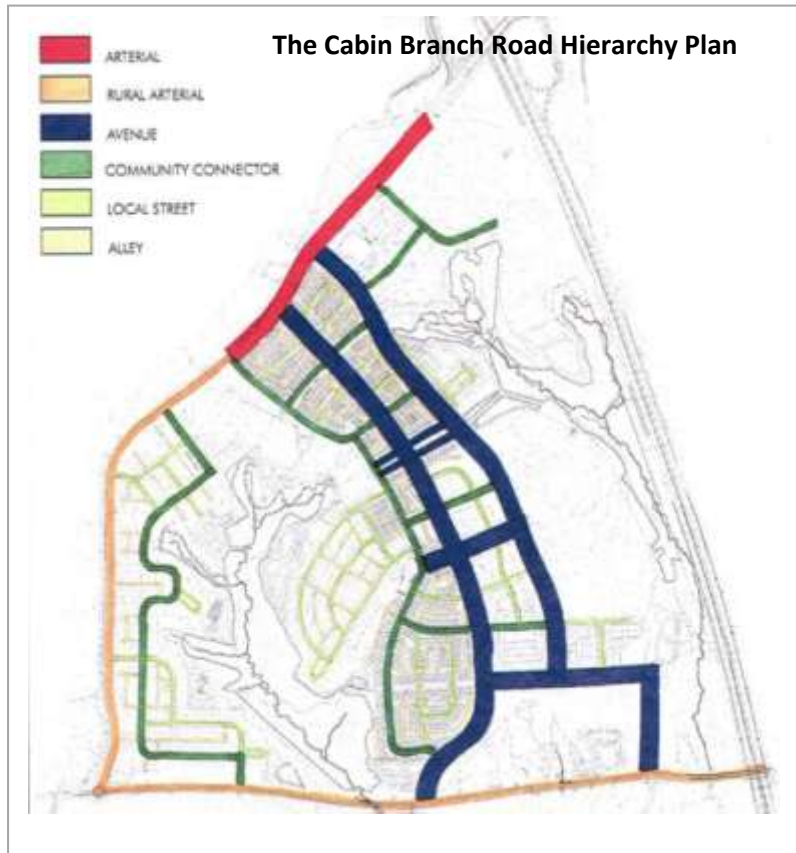 The Cabin Branch Road Hierarchy Plan
ARTERIAL
RURAL ARTERIAL
AVENUE
COMMUNITY CONNECTOR
LOCAL STREET
ALLEY